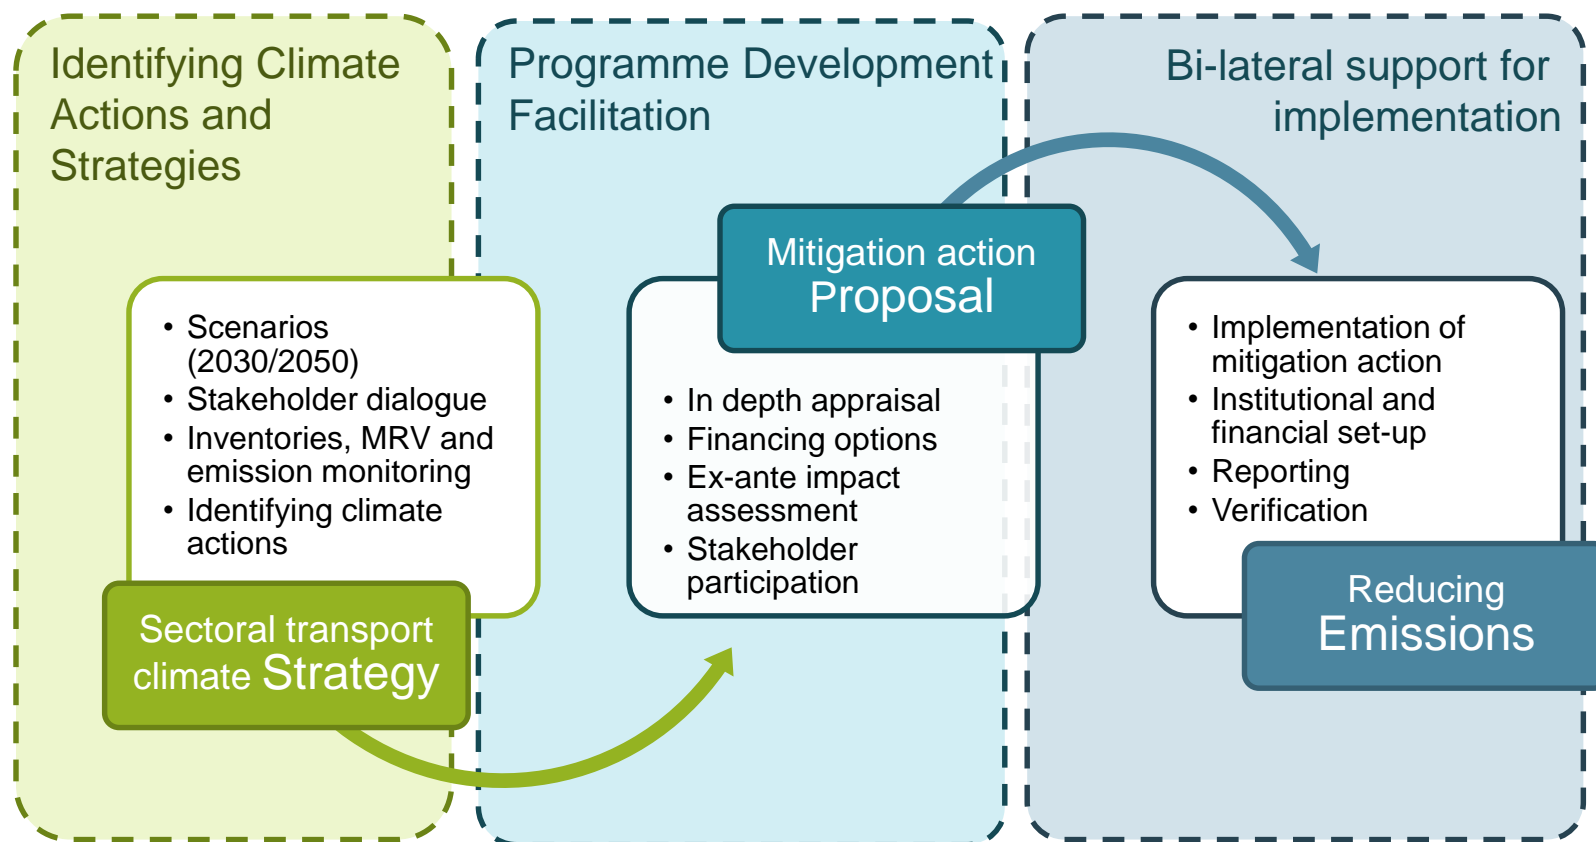 Identifying Climate
Actions and
Strategies
• Scenarios
(2030/2050)
• Stakeholder dialogue
• Inventories, MRV and
emission monitoring
• Identifying climate
actions
Sectoral transport
climate Strategy
Programme Development
Facilitation
Mitigation action
Proposal
• In depth appraisal
• Financing options
• Ex-ante impact
assessment
• Stakeholder
participation
Bi-lateral support for
implementation
• Implementation of
mitigation action
• Institutional and
financial set-up
• Reporting
• Verification
Reducing
Emissions